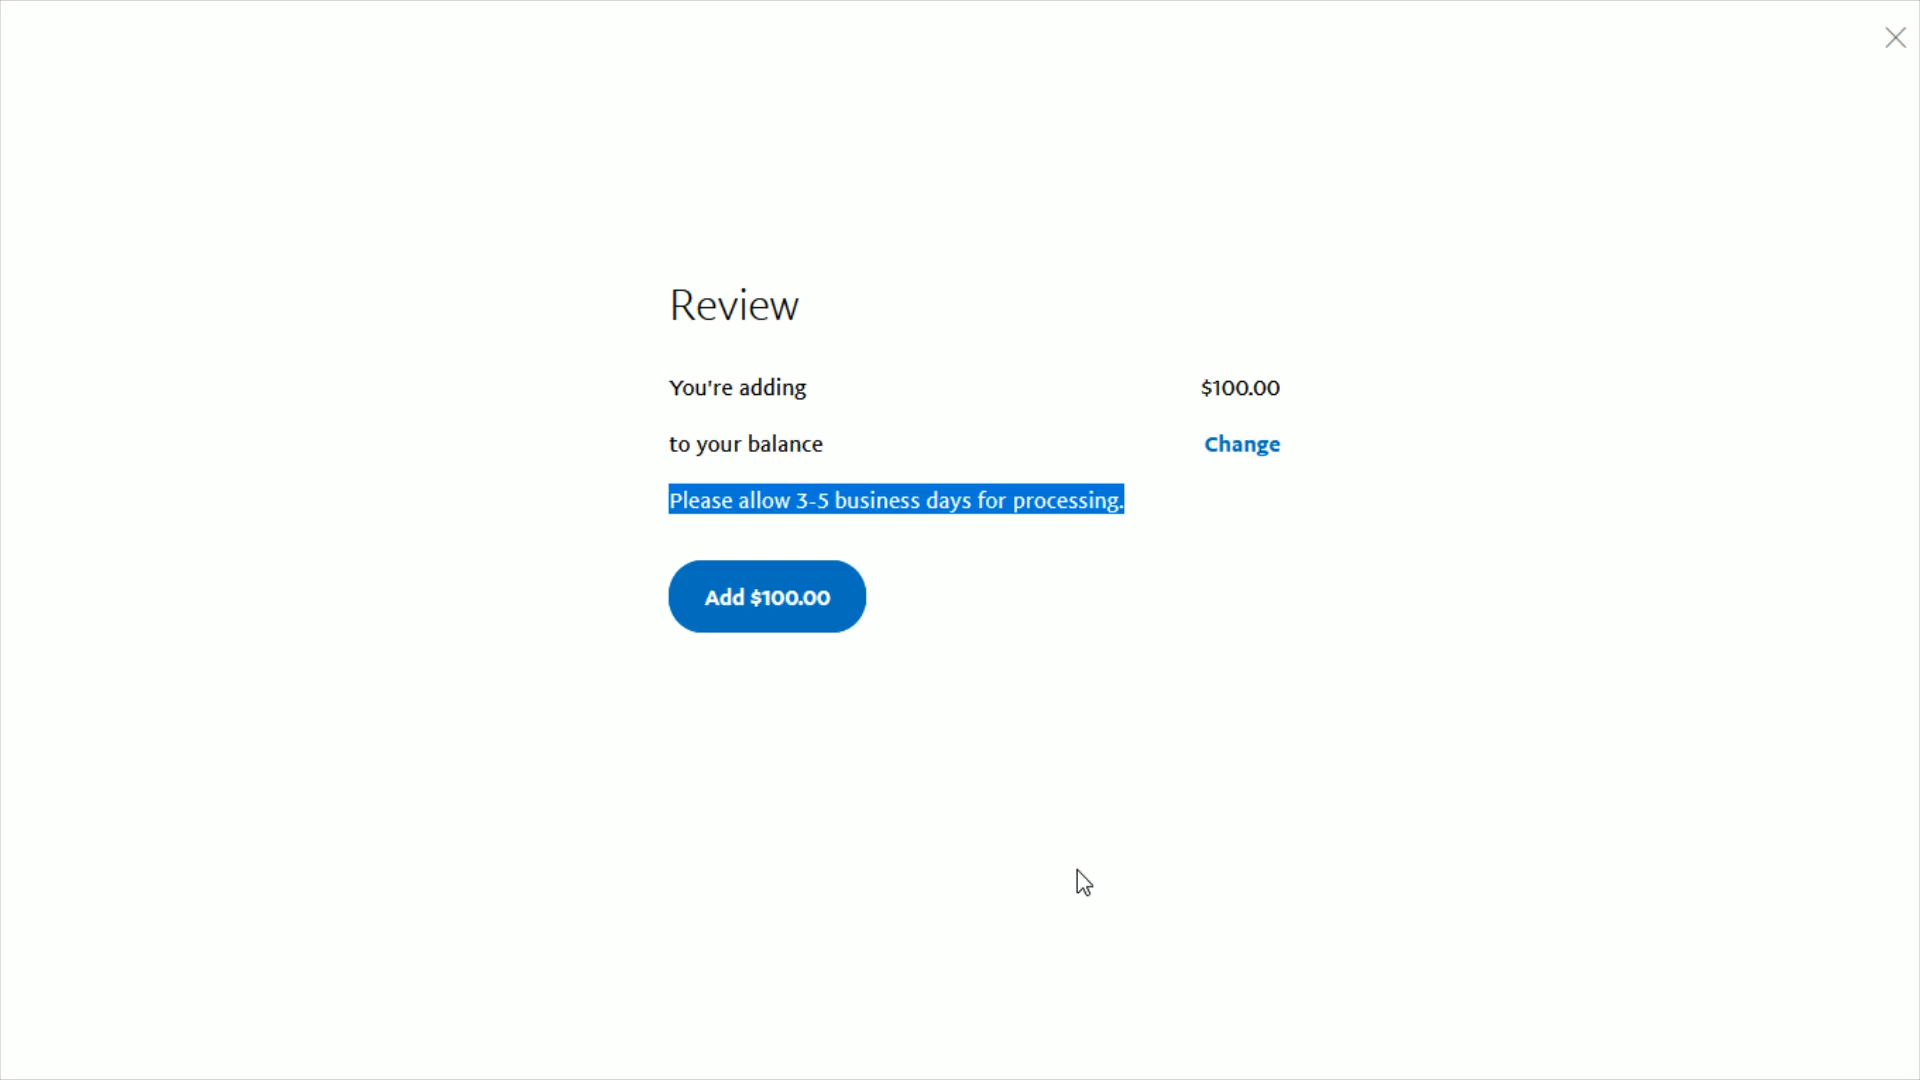 Review
You're adding $100.00
to your balance Change
Please allow 3-5 business days for processing.
Add $100.00